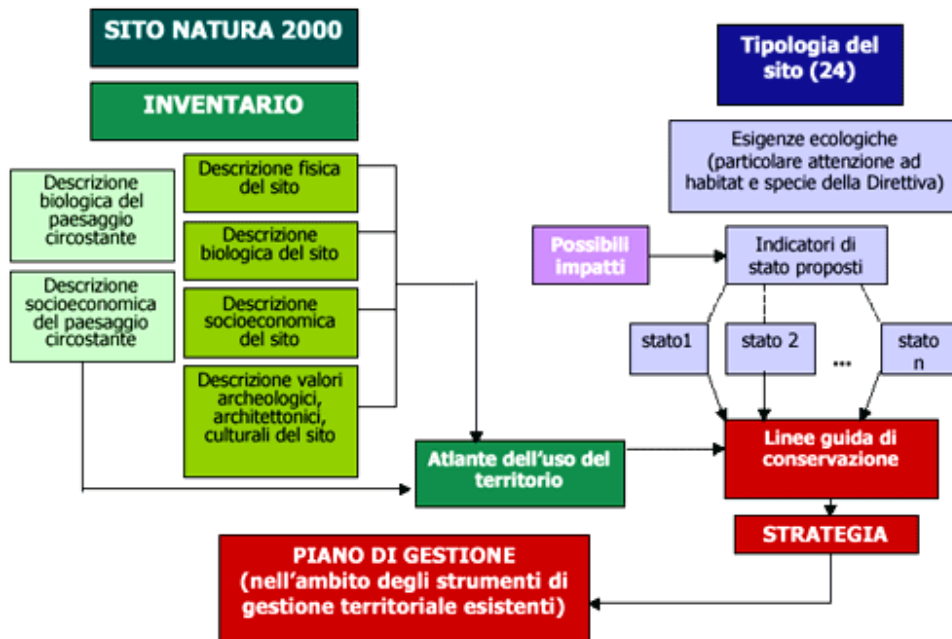 SITO NATURA 2000
INVENTARIO
Descrizione fisica
del sito
Descrizione
biologica del
paesaggio
circostante
Descrizione
biologica del sito
Descrizione
socioeconomica
del paesaggio
circostante
Descrizione
socioeconomica del
sito
Descrizione valori
archeologici,
architettonici,
culturali del sito
Atlante dell'uso del
territorio
Tipologia del
sito (24)
Esigenze ecologiche
(particolare attenzione ad
habitat e specie della Direttiva)
Possibili
impatti
Indicatori di
stato proposti
stato1
stato 2
...
stato
n
Linee guida di
conservazione
STRATEGIA
PIANO DI GESTIONE
(nell'ambito degli strumenti di
gestione territoriale esistenti)